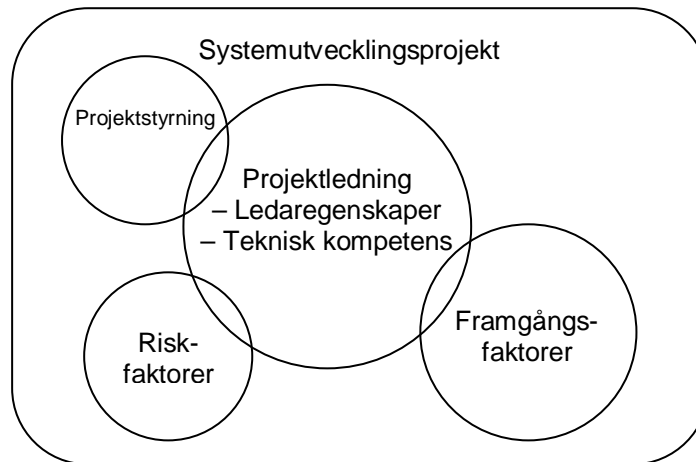 Systemutvecklingsprojekt
Projektstyrning
Projektledning
– Ledaregenskaper
– Teknisk kompetens
Risk-
faktorer
Framgångs-
faktorer